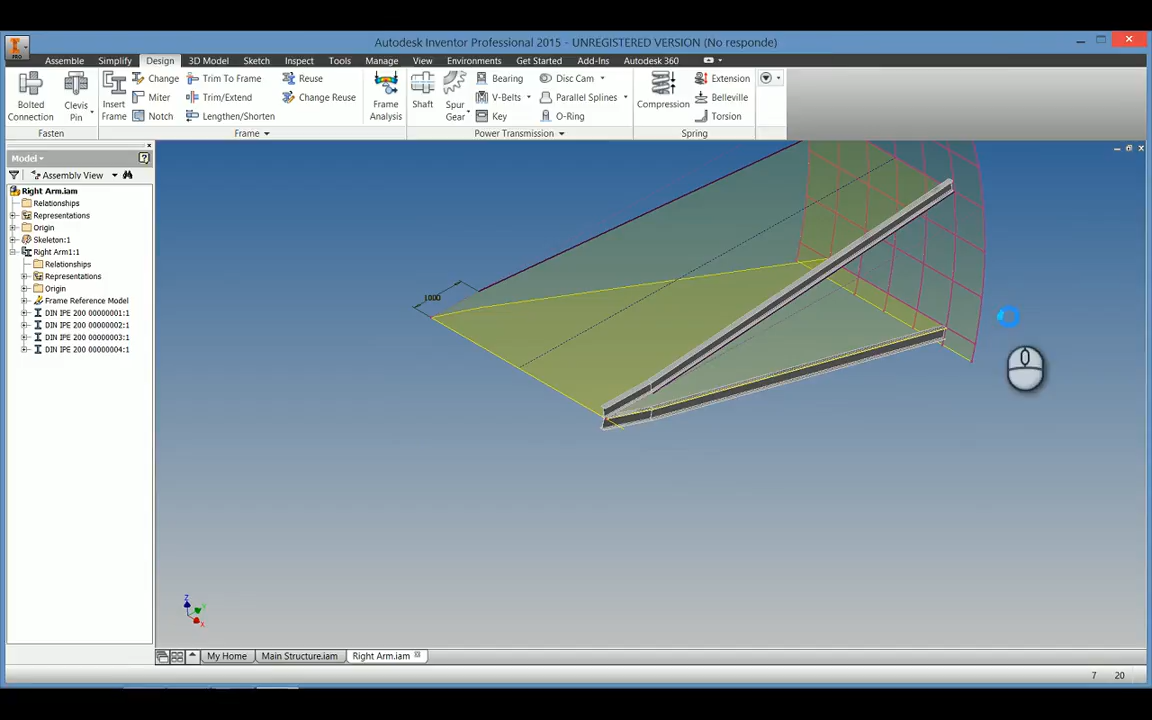 Autodesk Inventor Professional 2015 - UNREGISTERED VERSION (No responde)
PRO
Assemble Simplify Design 3D Model Sketch Inspect Tools Manage View Environments Get Started Add-Ins Autodesk 360
Bolted Connection
Clevis Pin
Insert Frame
Change
Miter
Notch
Trim To Frame
Trim/Extend
Lengthen/Shorten
Reuse
Change Reuse
Frame Analysis
Shaft
Spur Gear
Bearing
V-Belts
Key
Disc Cam
Parallel Splines
O-Ring
Compression
Extension
Belleville
Torsion
Fasten Frame Power Transmission Spring
Model
Assembly View
Right Arm.iam
Relationships
Representations
Origin
Skeleton:1
Right Arm1:1
Relationships
Representations
Origin
Frame Reference Model
DIN IPE 200 00000001:1
DIN IPE 200 00000002:1
DIN IPE 200 00000003:1
DIN IPE 200 00000004:1
1000
Z
Y
X
My Home Main Structure.iam Right Arm.iam
7 20